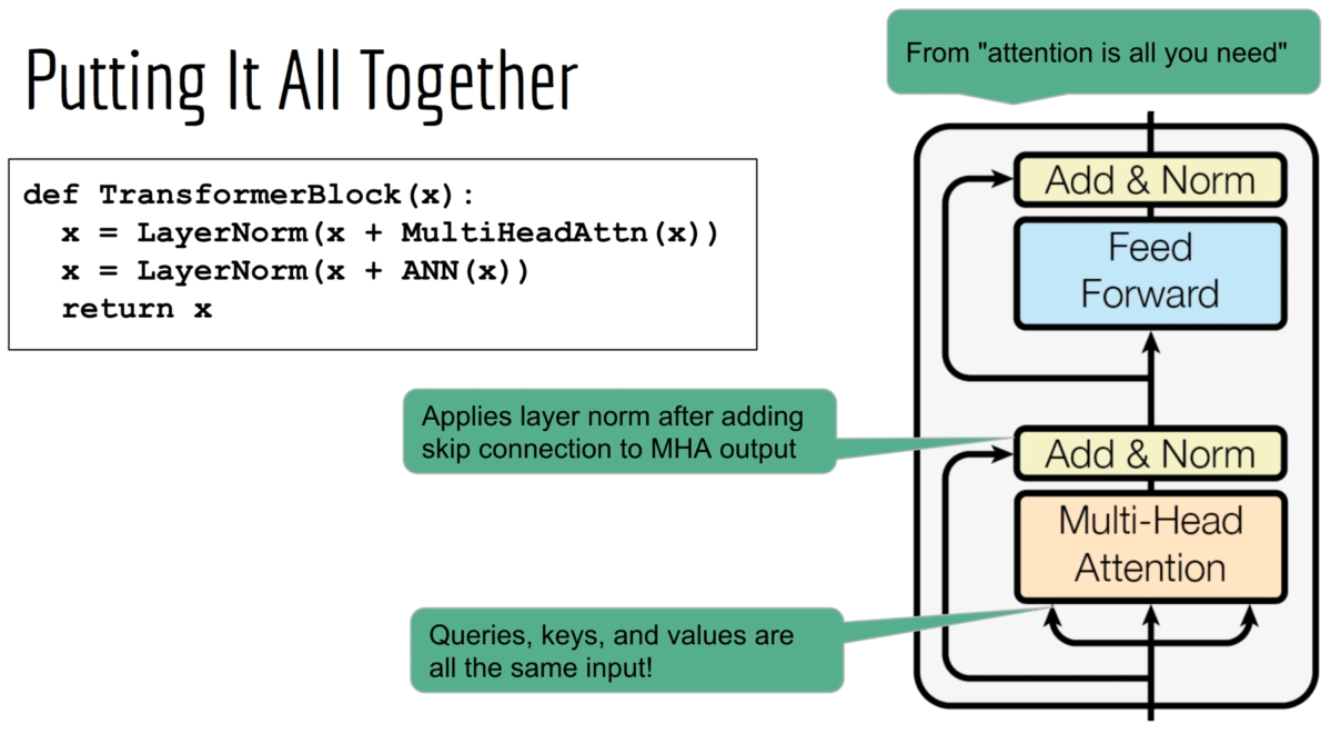 Putting It All Together
From "attention is all you need"
def TransformerBlock(x):
x = LayerNorm(x + MultiHeadAttn(x))
x = LayerNorm(x + ANN(x))
return x
Add & Norm
Feed
Forward
Applies layer norm after adding
skip connection to MHA output
Add & Norm
Multi-Head
Attention
Queries, keys, and values are
all the same input!